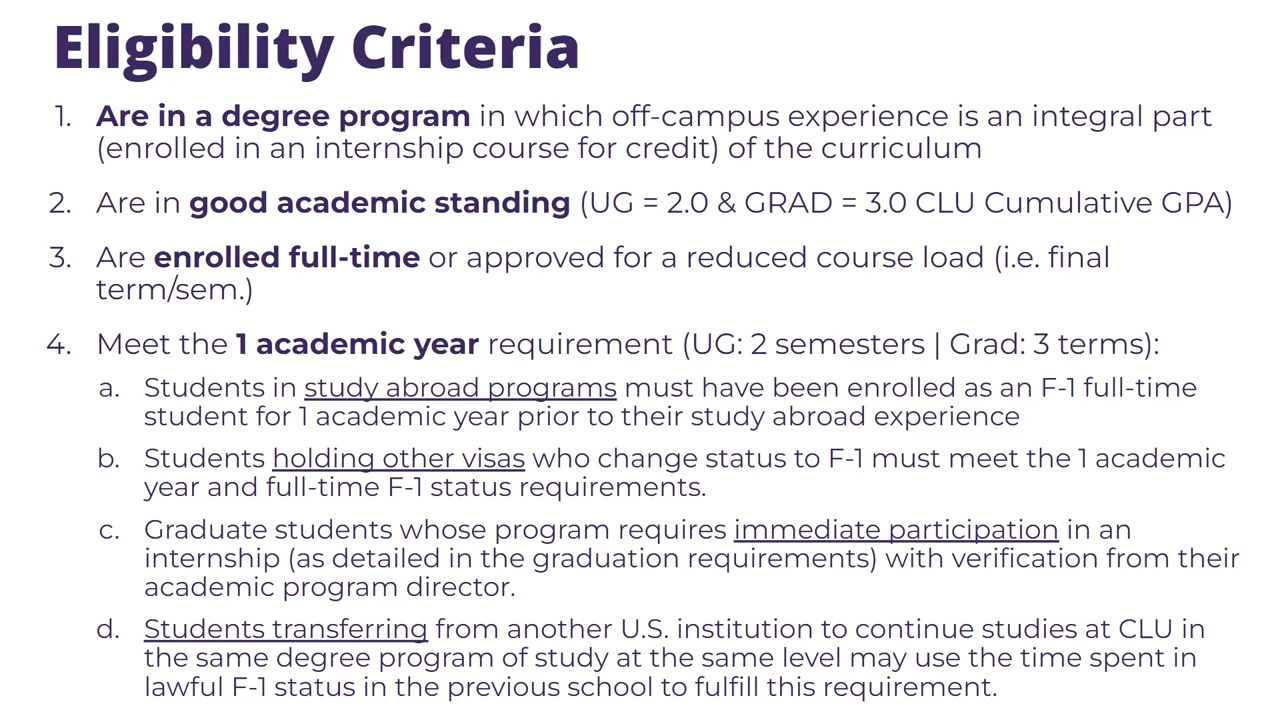 Eligibility Criteria
1. Are in a degree program in which off-campus experience is an integral part
(enrolled in an internship course for credit) of the curriculum
2. Are in good academic standing (UG = 2.0 & GRAD = 3.0 CLU Cumulative GPA)
3. Are enrolled full-time or approved for a reduced course load (i.e. final
term/sem.)
4. Meet the 1 academic year requirement (UG: 2 semesters | Grad: 3 terms):
a. Students in study abroad programs must have been enrolled as an F-1 full-time
student for 1 academic year prior to their study abroad experience
b. Students holding other visas who change status to F-1 must meet the 1 academic
year and full-time F-1 status requirements.
c. Graduate students whose program requires immediate participation in an
internship (as detailed in the graduation requirements) with verification from their
academic program director.
d. Students transferring from another U.S. institution to continue studies at CLU in
the same degree program of study at the same level may use the time spent in
lawful F-1 status in the previous school to fulfill this requirement.